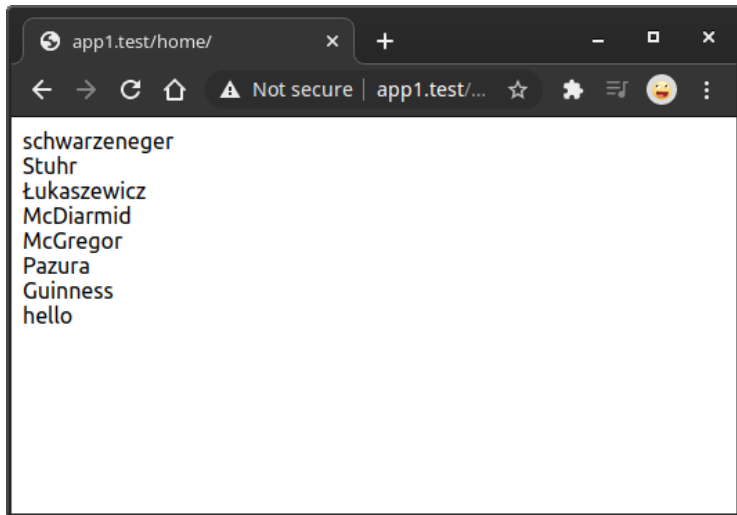 app1.test/home/
Not secure | app1.test/...
schwarzeneger
Stuhr
Łukaszewicz
McDiarmid
McGregor
Pazura
Guinness
hello